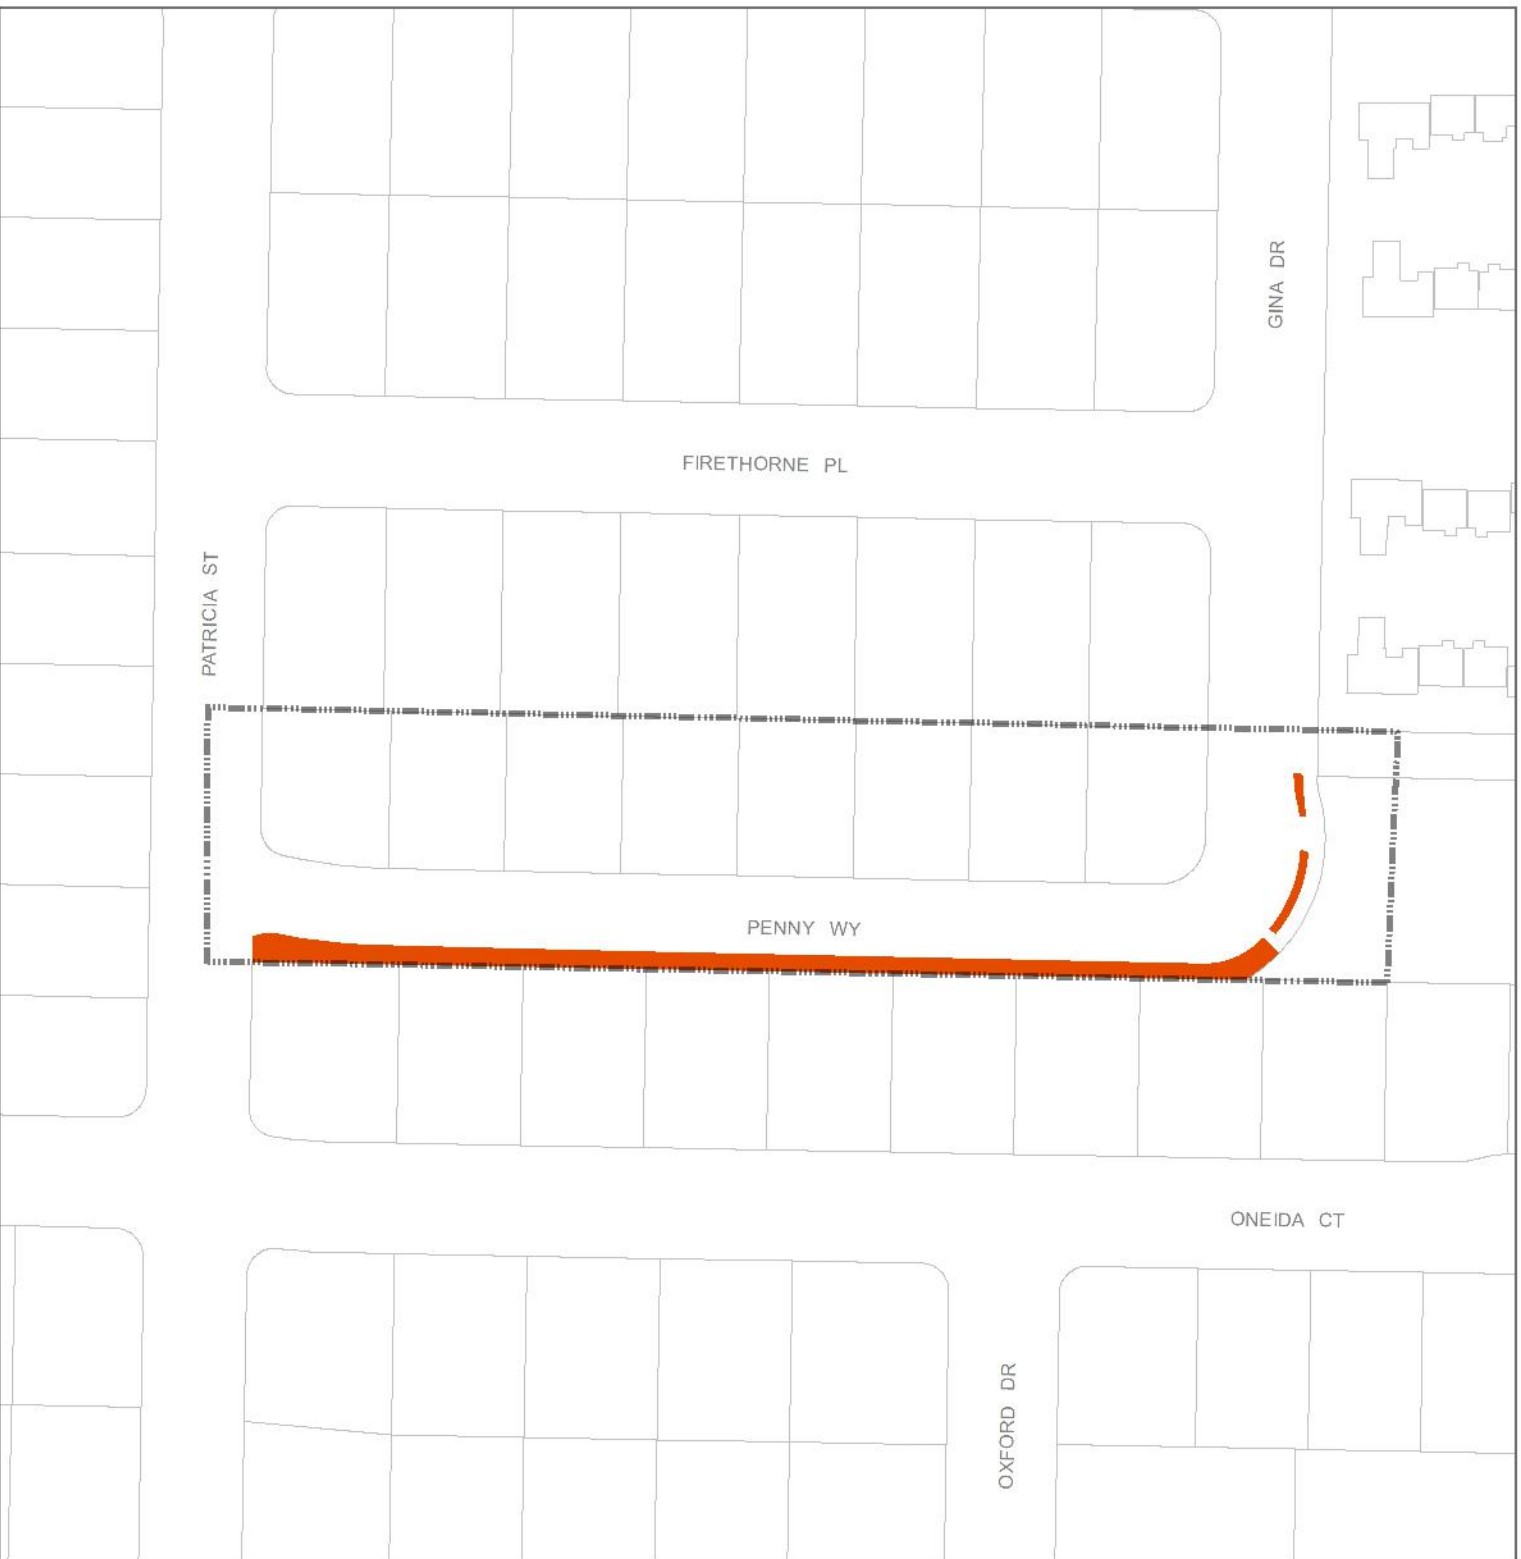 GINA DR
FIRETHORNE PL
PATRICIA ST
PENNY WY
ONEIDA CT
OXFORD DR